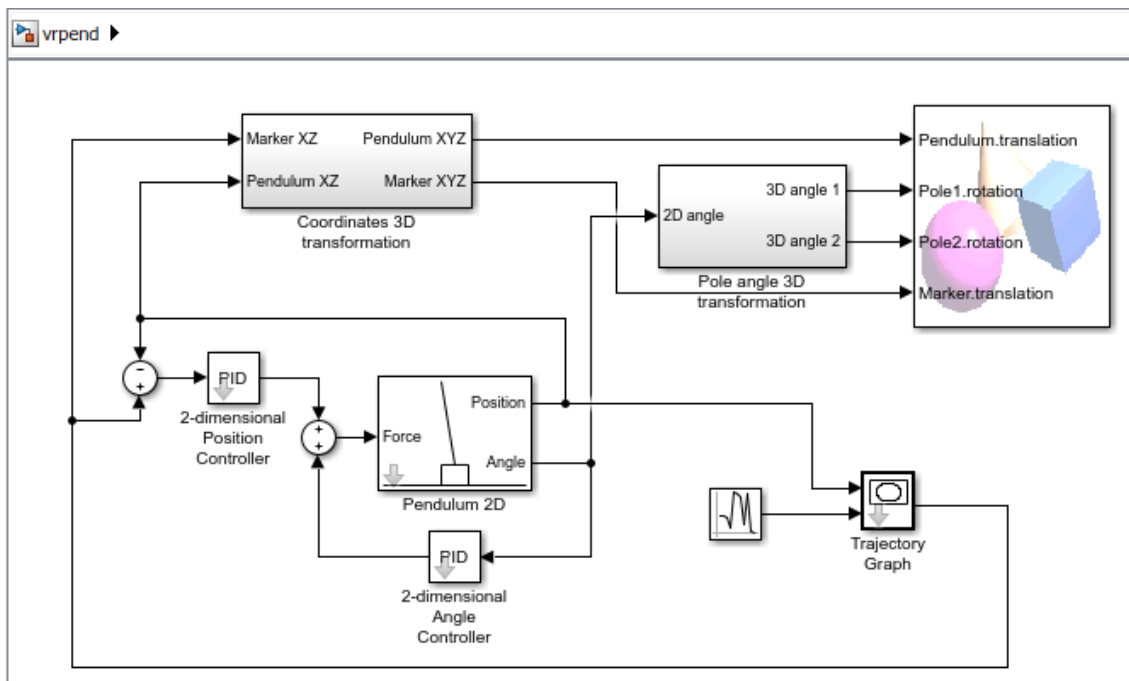 vrpend
Marker XZ
Pendulum XYZ
Pendulum XZ
Marker XYZ
Coordinates 3D
transformation
2D angle
3D angle 1
3D angle 2
Pole angle 3D
transformation
Pendulum.translation
Pole1.rotation
Pole2.rotation
Marker.translation
−
+
PID
2-dimensional
Position
Controller
+
+
Force
Position
Angle
Pendulum 2D
PID
2-dimensional
Angle
Controller
Trajectory
Graph